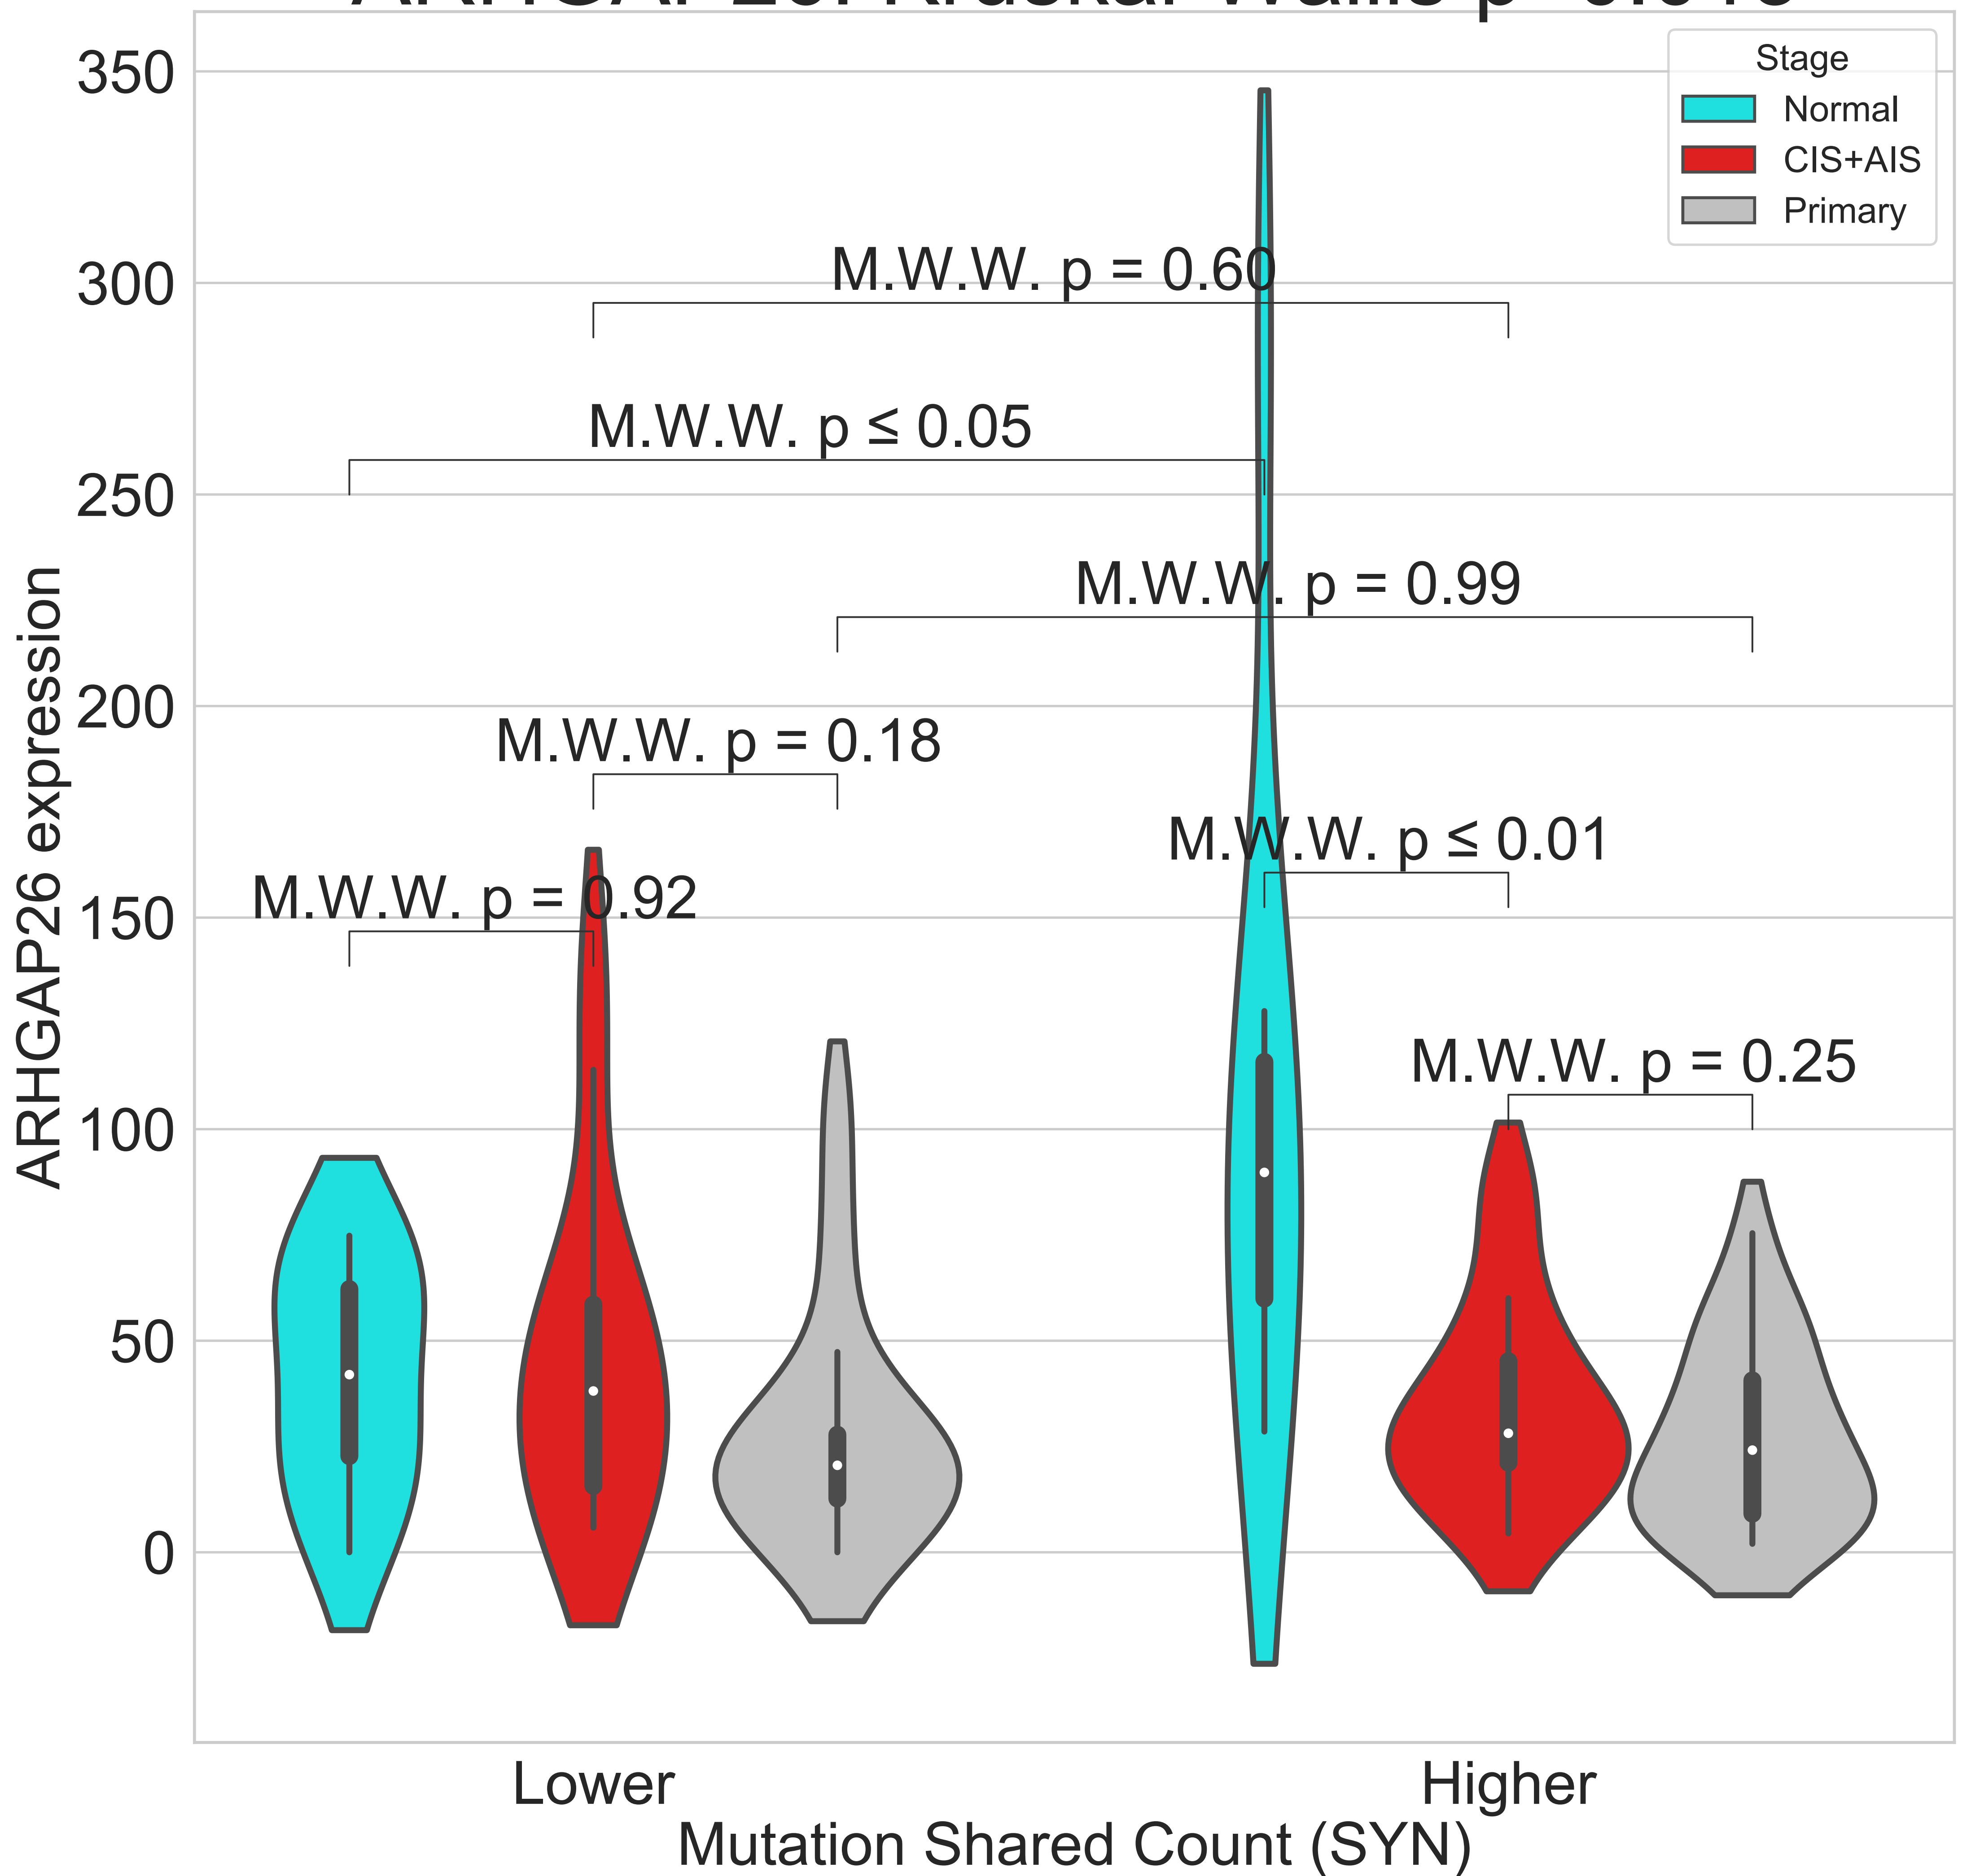 350
300
250
200
150
100
50
0
ARHGAP26 expression
Stage
Normal
CIS+AIS
Primary
M.W.W. p = 0.60
M.W.W. p ≤ 0.05
M.W.W. p = 0.99
M.W.W. p = 0.18
M.W.W. p ≤ 0.01
M.W.W. p = 0.92
M.W.W. p = 0.25
Lower
Higher
Mutation Shared Count (SYN)